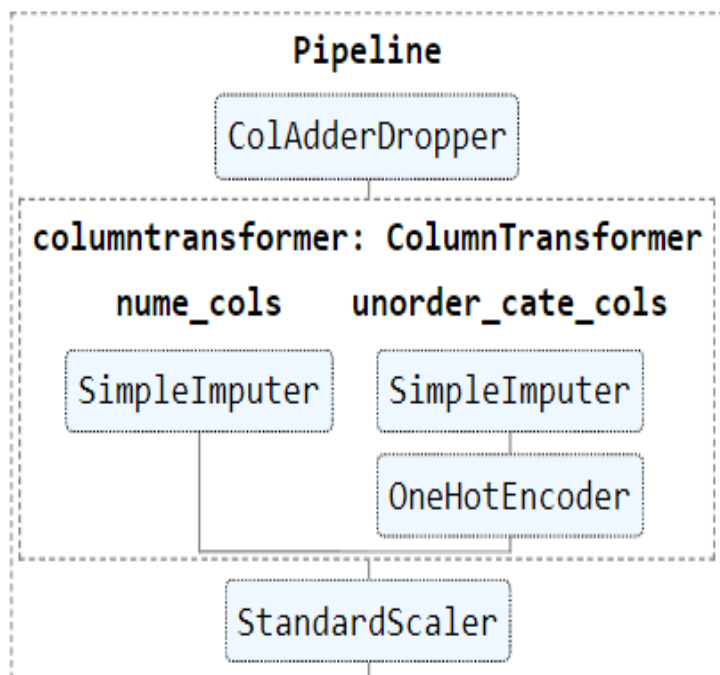 Pipeline
ColAdderDropper
columntransformer: ColumnTransformer
nume_cols unorder_cate_cols
SimpleImputer SimpleImputer
OneHotEncoder
StandardScaler